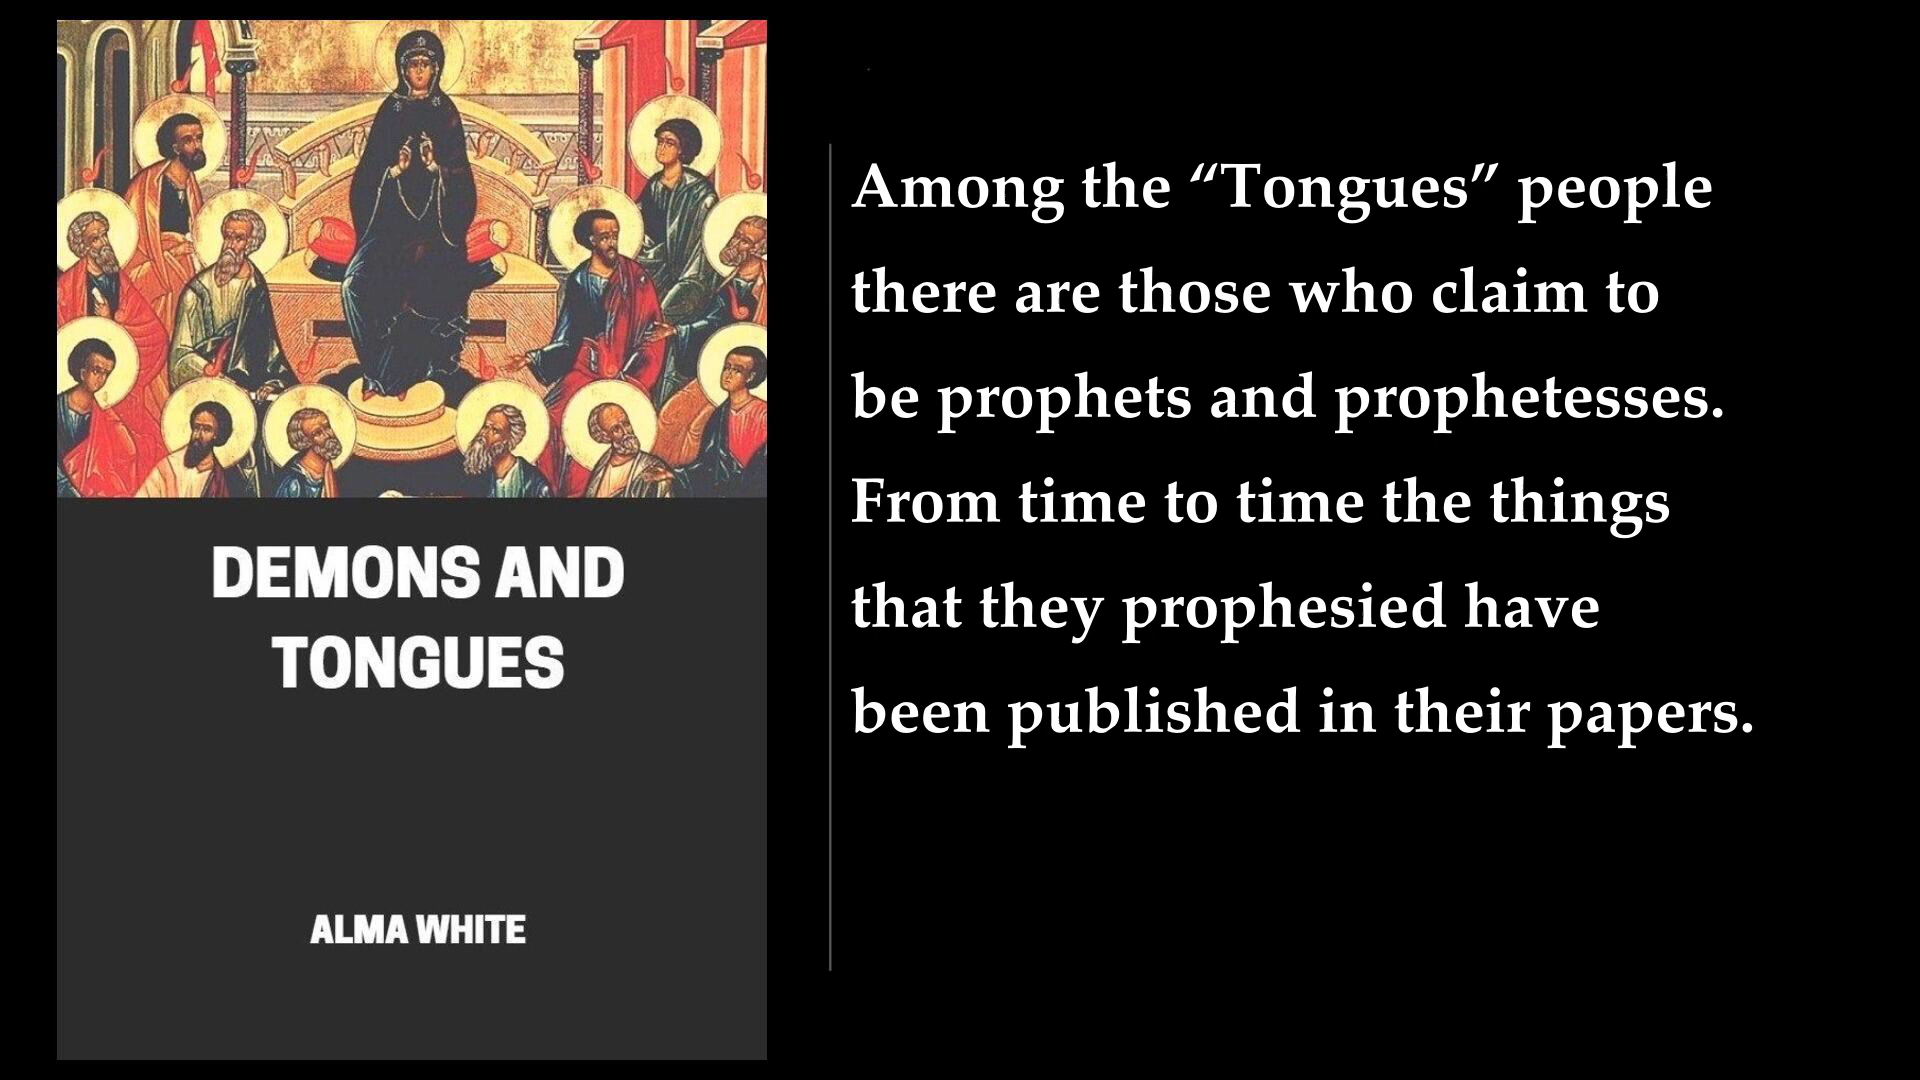 DEMONS AND
TONGUES
ALMA WHITE
Among the “Tongues” people
there are those who claim to
be prophets and prophetesses.
From time to time the things
that they prophesied have
been published in their papers.